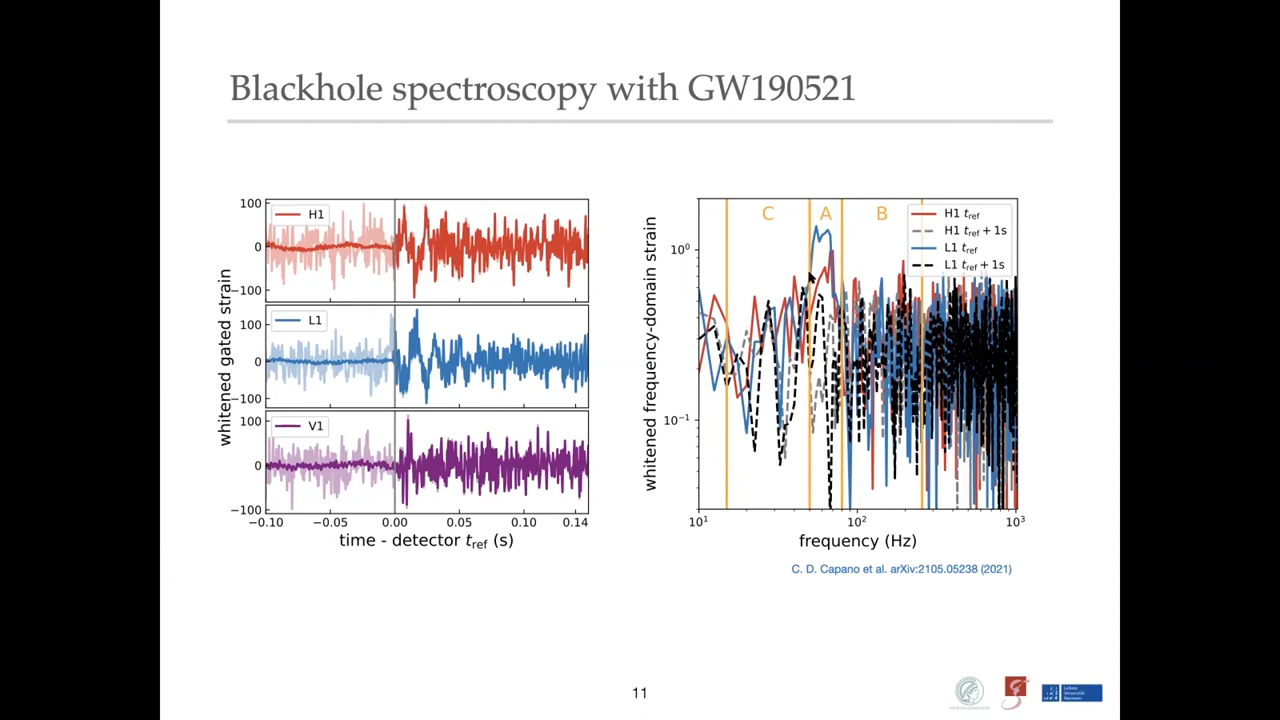 Blackhole spectroscopy with GW190521
whitened gated strain
100
0
−100
H1
100
0
−100
L1
100
0
−100
V1
−0.10
−0.05
0.00
0.05
0.10
0.14
time - detector t_ref (s)
whitened frequency-domain strain
10⁰
10⁻¹
C
A
B
H1 t_ref
H1 t_ref + 1s
L1 t_ref
L1 t_ref + 1s
10¹
10²
10³
frequency (Hz)
C. D. Capano et al. arXiv:2105.05238 (2021)
11
Leibniz
Universität
Hannover